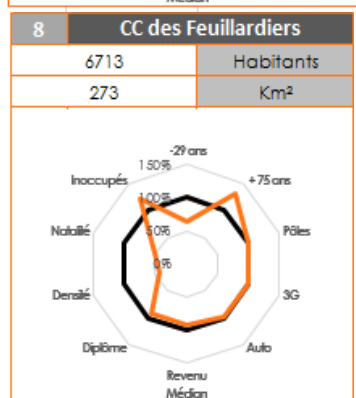 8 CC des Feuillardiers
6713 Habitants
273 Km²
-29 ans
150%
Inoccupés
+75 ans
100%
Natalité
50%
Pôles
0%
Densité
3G
Diplôme
Auto
Revenu
Médian